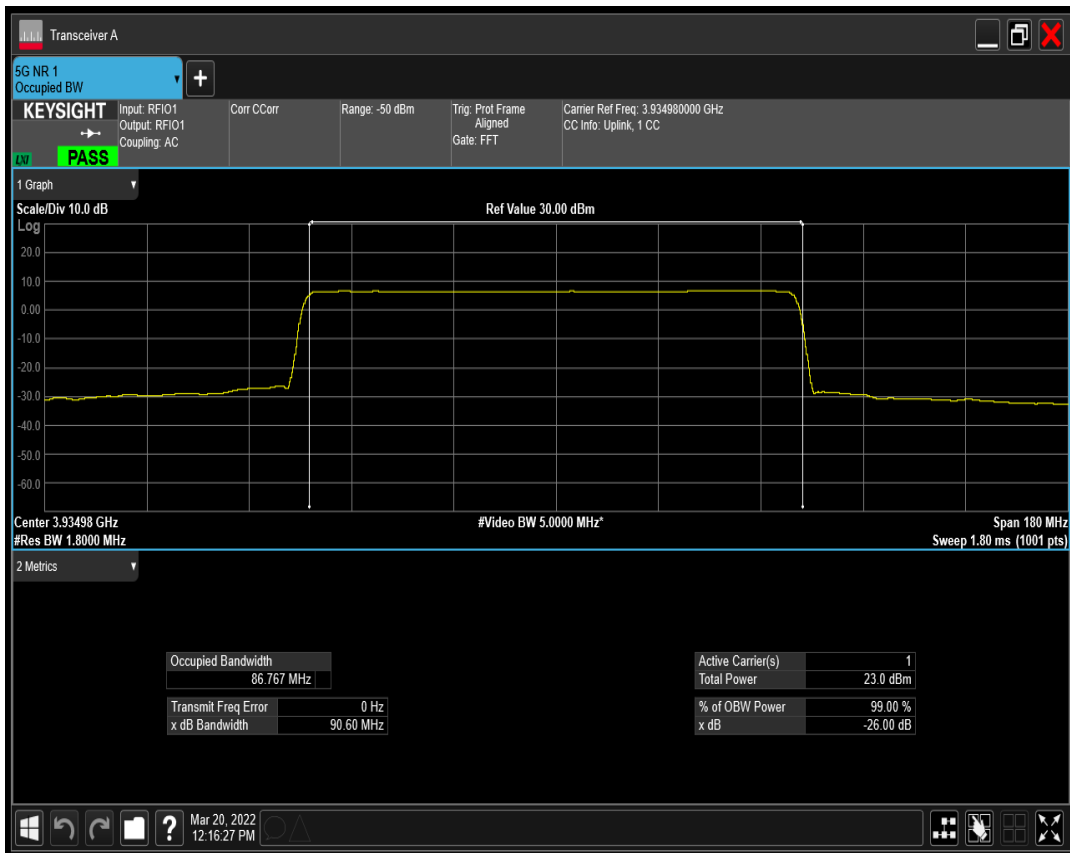 Transceiver A
5G NR 1
Occupied BW
KEYSIGHT
LXI
PASS
Input: RFIO1
Output: RFIO1
Coupling: AC
Corr CCorr
Range: -50 dBm
Trig: Prot Frame
Aligned
Gate: FFT
Carrier Ref Freq: 3.934980000 GHz
CC Info: Uplink, 1 CC
1 Graph
Scale/Div 10.0 dB
Ref Value 30.00 dBm
Log
20.0
10.0
0.00
-10.0
-20.0
-30.0
-40.0
-50.0
-60.0
Center 3.93498 GHz
#Video BW 5.0000 MHz*
Span 180 MHz
#Res BW 1.8000 MHz
Sweep 1.80 ms (1001 pts)
2 Metrics
Occupied Bandwidth
86.767 MHz
Transmit Freq Error 0 Hz
x dB Bandwidth 90.60 MHz
Active Carrier(s) 1
Total Power 23.0 dBm
% of OBW Power 99.00 %
x dB -26.00 dB
?
Mar 20, 2022
12:16:27 PM